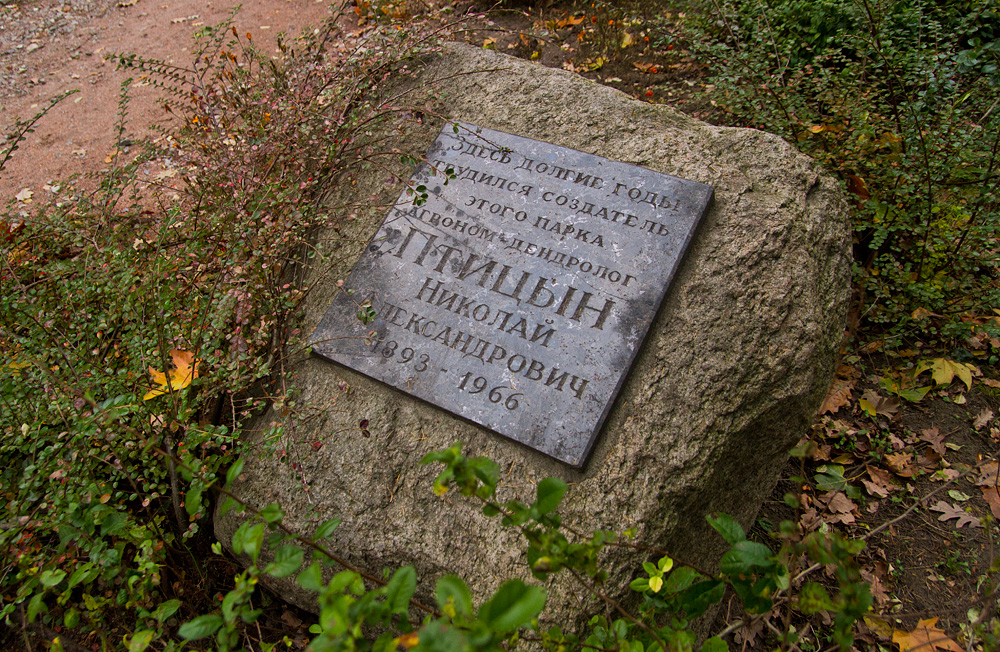 Здесь долгие годы
трудился создатель
этого парка
агроном-дендролог
ПТИЦЫН
Николай
Александрович
1893 - 1966